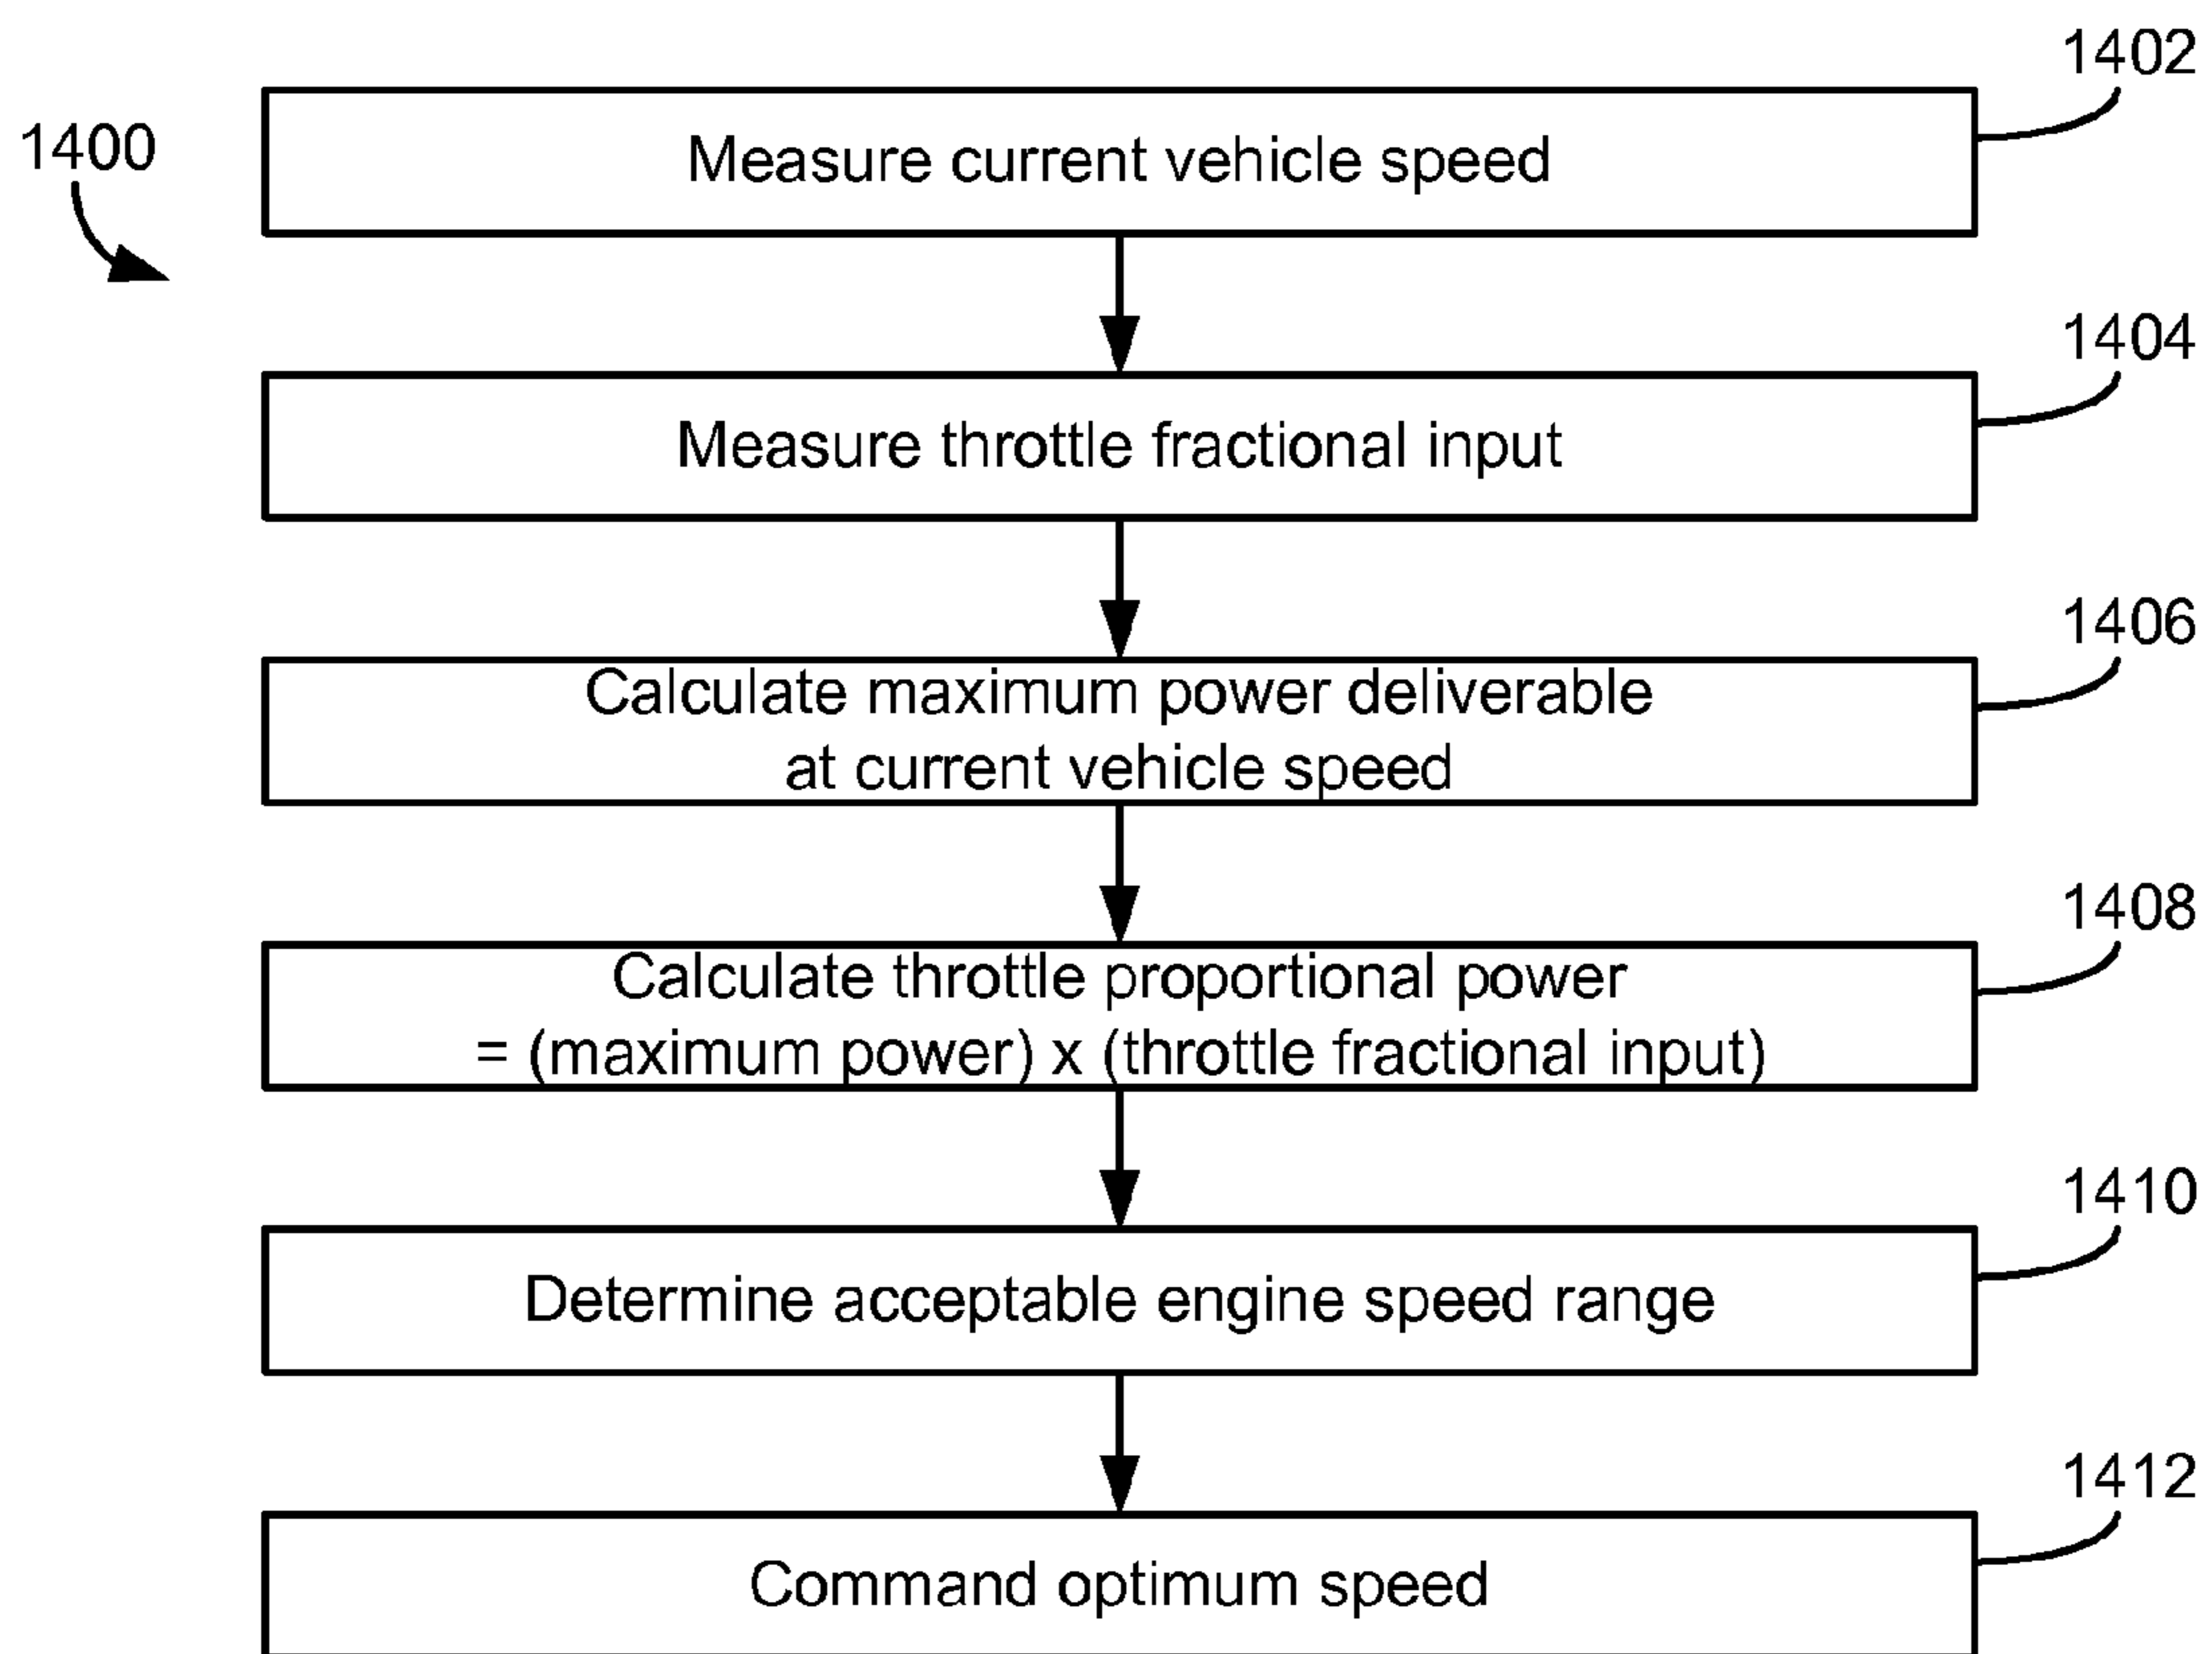 1400
1402
Measure current vehicle speed
1404
Measure throttle fractional input
1406
Calculate maximum power deliverable
at current vehicle speed
1408
Calculate throttle proportional power
= (maximum power) x (throttle fractional input)
1410
Determine acceptable engine speed range
1412
Command optimum speed